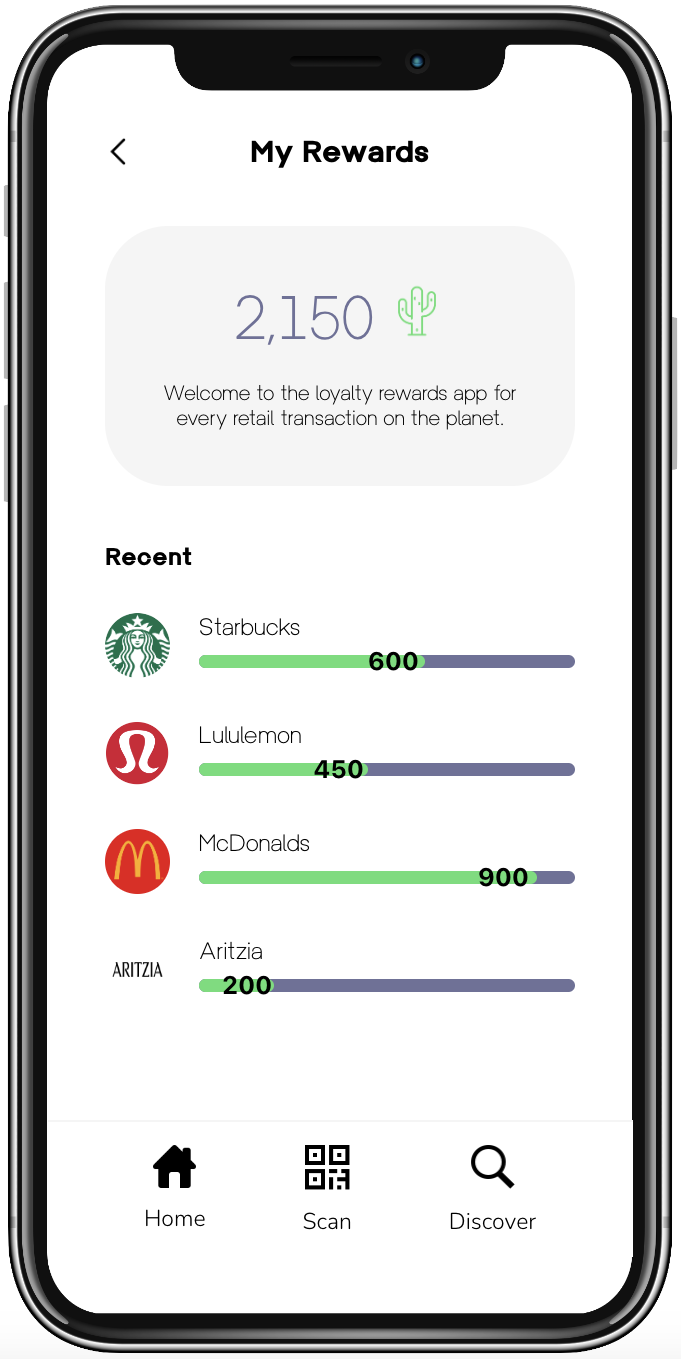 My Rewards
2,150
Welcome to the loyalty rewards app for
every retail transaction on the planet.
Recent
Starbucks
600
Lululemon
450
McDonalds
900
ARITZIA
Aritzia
200
Home
Scan
Discover